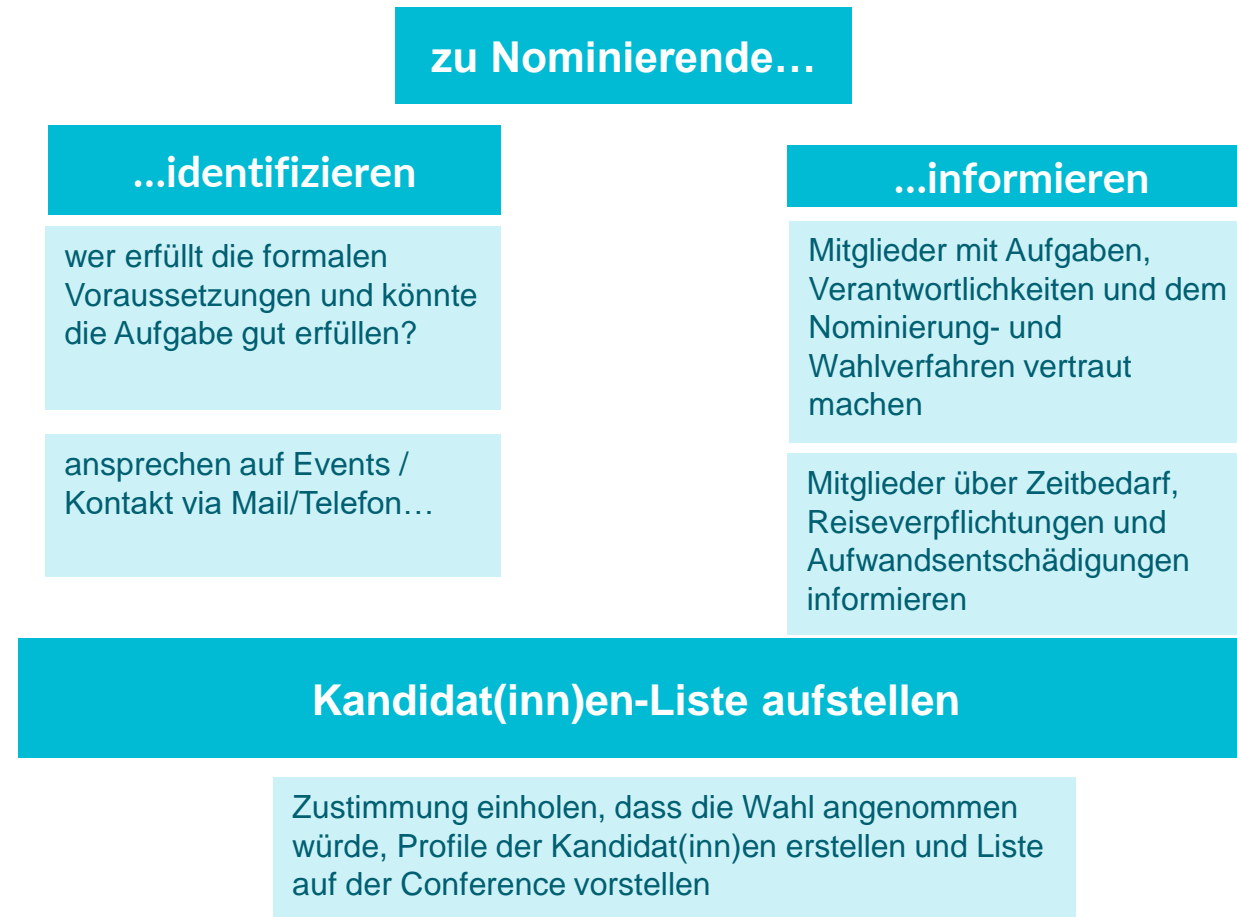 zu Nominierende…
…identifizieren
wer erfüllt die formalen
Voraussetzungen und könnte
die Aufgabe gut erfüllen?
ansprechen auf Events /
Kontakt via Mail/Telefon…
…informieren
Mitglieder mit Aufgaben,
Verantwortlichkeiten und dem
Nominierung- und
Wahlverfahren vertraut
machen
Mitglieder über Zeitbedarf,
Reiseverpflichtungen und
Aufwandsentschädigungen
informieren
Kandidat(inn)en-Liste aufstellen
Zustimmung einholen, dass die Wahl angenommen
würde, Profile der Kandidat(inn)en erstellen und Liste
auf der Conference vorstellen